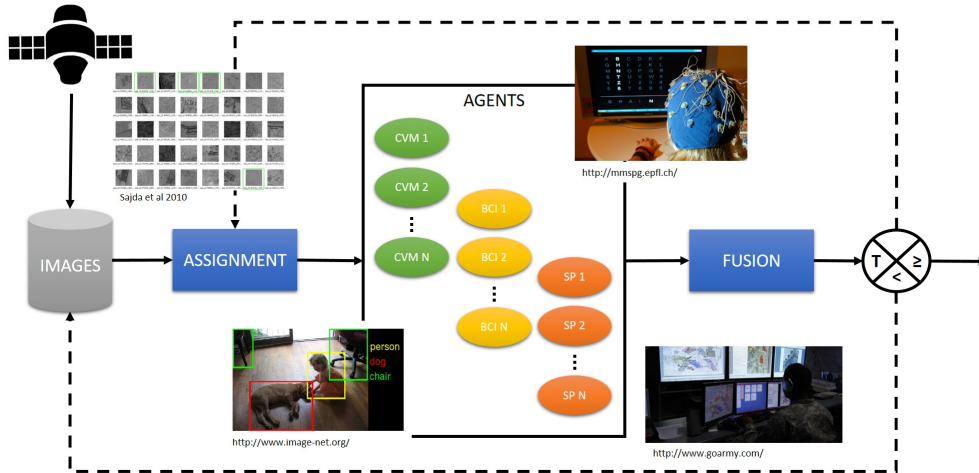 AGENTS
CVM 1
CVM 2
CVM N
BCI 1
BCI 2
BCI N
SP 1
SP 2
SP N
Sajda et al 2010
IMAGES
ASSIGNMENT
FUSION
T
≥
<
http://mmspg.epfl.ch/
person
dog
chair
http://www.image-net.org/
http://www.goarmy.com/